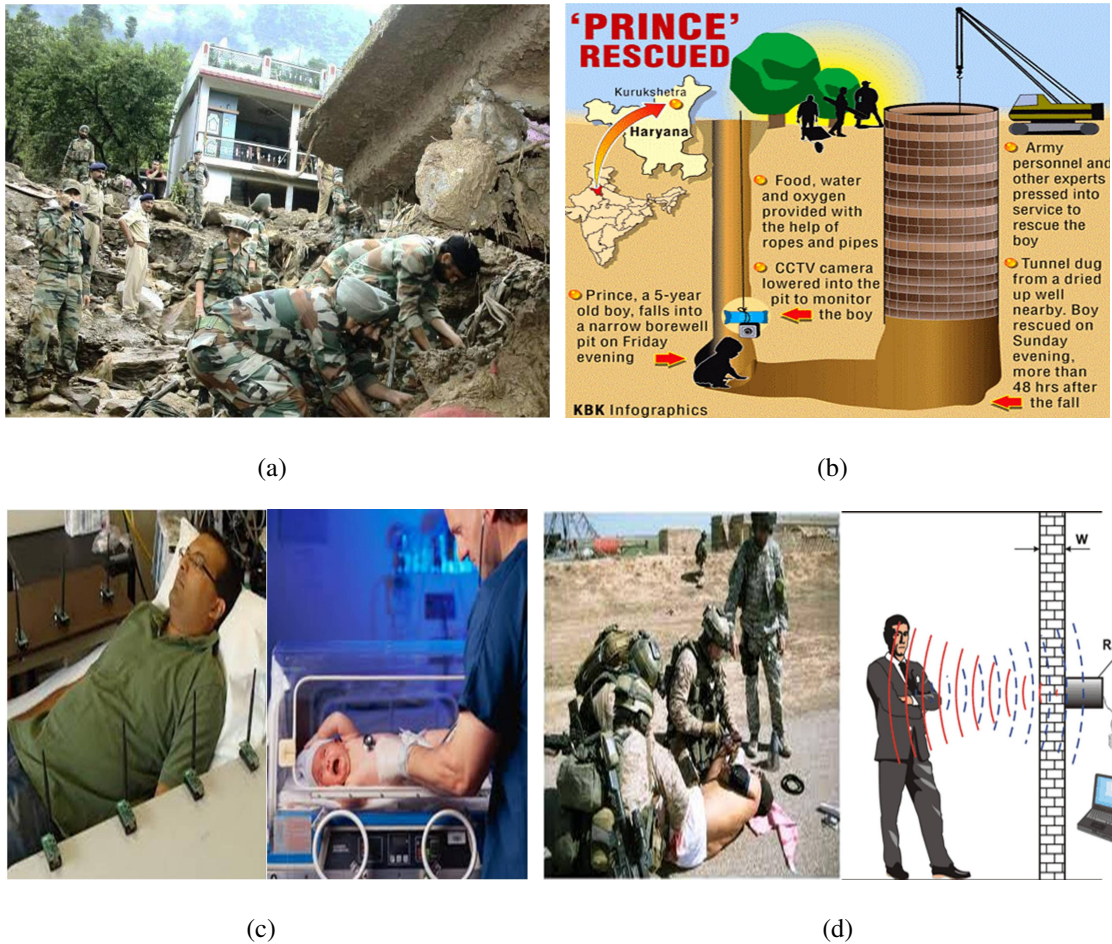 'PRINCE'
RESCUED
Kurukshetra
Haryana
Food, water
and oxygen
provided with
the help of
ropes and pipes
CCTV camera
lowered into the
pit to monitor
the boy
Prince, a 5-year
old boy, falls into
a narrow borewell
pit on Friday
evening
Army
personnel and
other experts
pressed into
service to
rescue the
boy
Tunnel dug
from a dried
up well
nearby. Boy
rescued on
Sunday
evening,
more than
48 hrs after
the fall
KBK Infographics
(a)
(b)
W
R
(c)
(d)